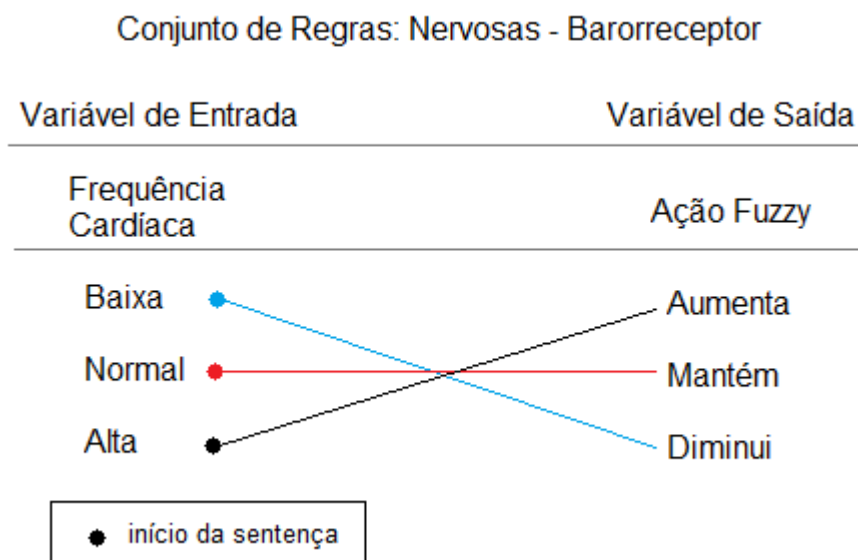 Conjunto de Regras: Nervosas - Barorreceptor
Variável de Entrada Variável de Saída
Frequência
Cardíaca
Ação Fuzzy
Baixa Aumenta
Normal Mantém
Alta Diminui
início da sentença